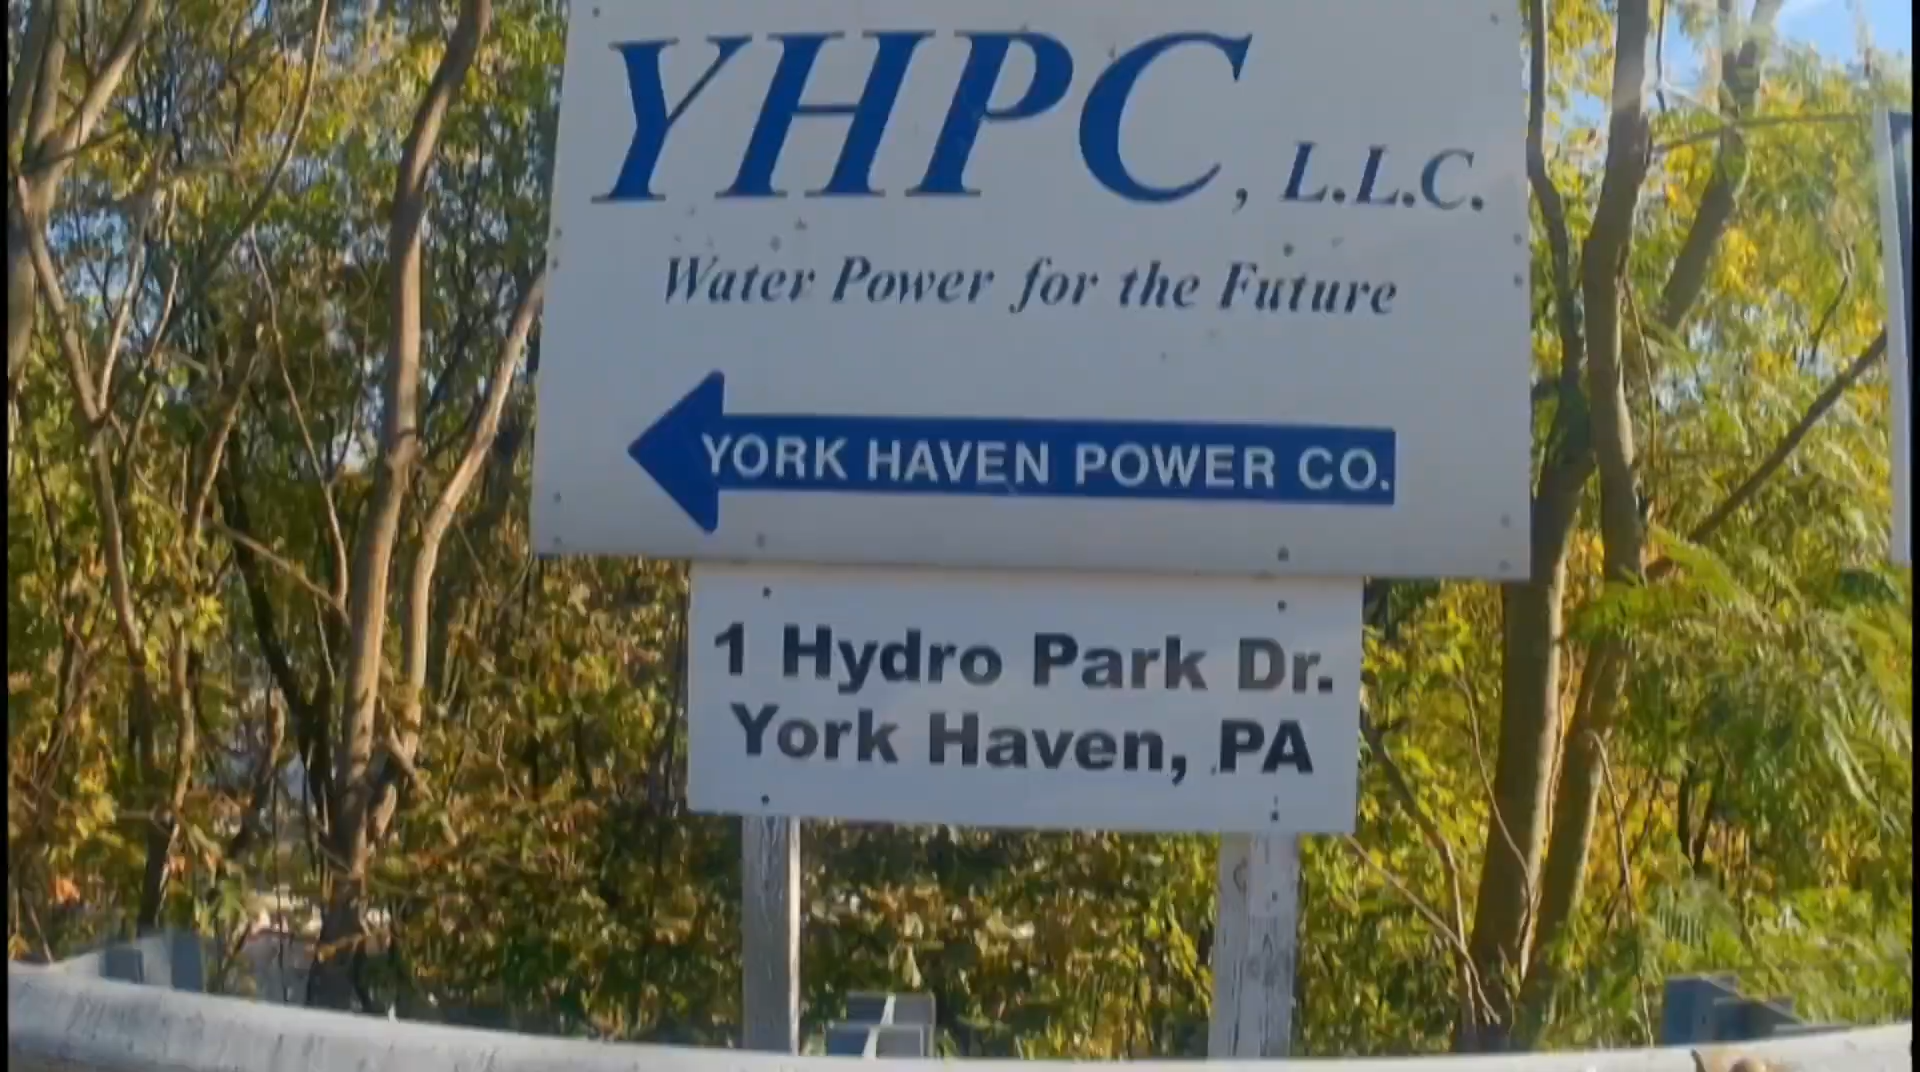 YHPC, L.L.C.
Water Power for the Future
YORK HAVEN POWER CO.
1 Hydro Park Dr.
York Haven, PA